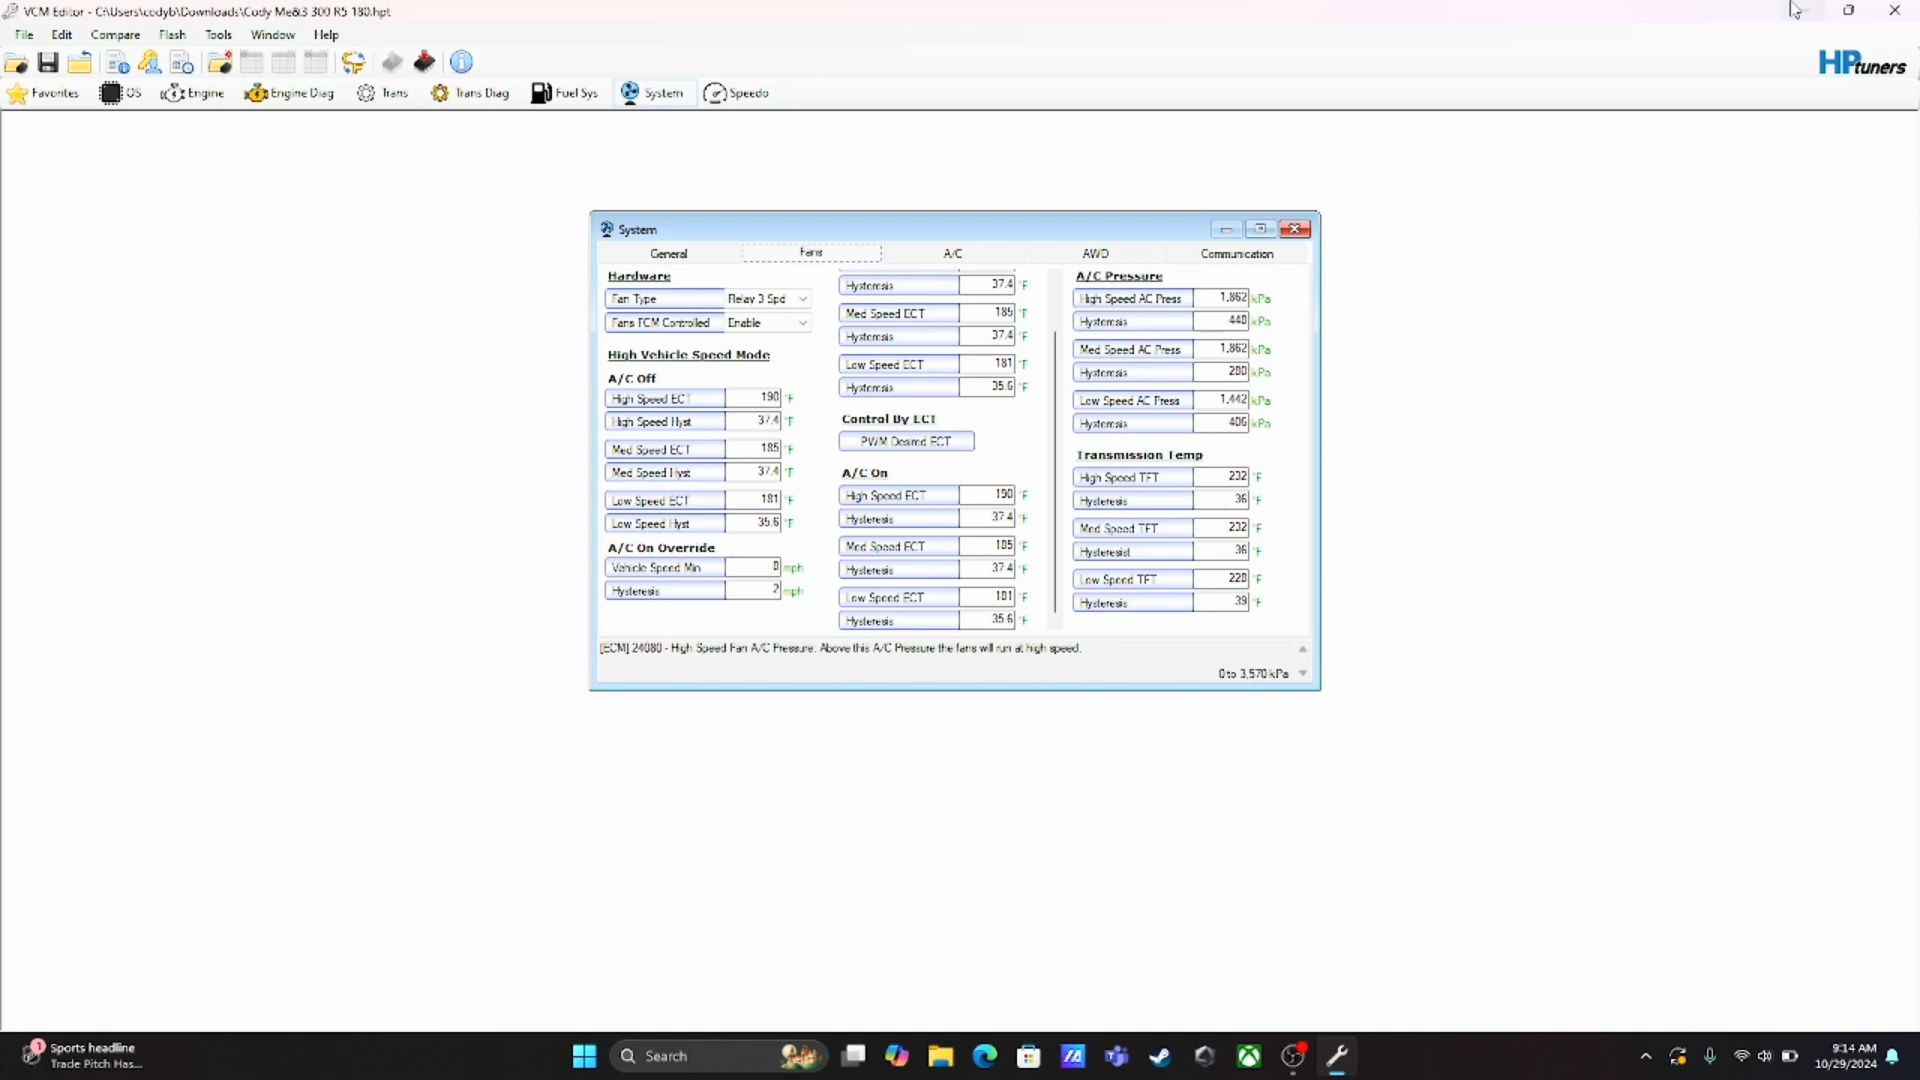 VCM Editor - C:\Users\codyb\Downloads\Cody Me&3 300 R5 180.hpt
File Edit Compare Flash Tools Window Help
HPtuners
Favorites OS Engine Engine Diag Trans Trans Diag Fuel Sys System Speedo
System
General Fans A/C AWD Communication
Hardware
Fan Type Relay 3 Spd
Fans PCM Controlled Enable
High Vehicle Speed Mode
A/C Off
High Speed ECT 190 °F
High Speed Hyst 37.4 °F
Med Speed ECT 185 °F
Med Speed Hyst 37.4 °F
Low Speed ECT 181 °F
Low Speed Hyst 35.6 °F
A/C On Override
Vehicle Speed Min 0 mph
Hysteresis 2 mph
Hysteresis 37.4 °F
Med Speed ECT 185 °F
Hysteresis 37.4 °F
Low Speed ECT 181 °F
Hysteresis 35.6 °F
Control By ECT
PWM Desired ECT
A/C On
High Speed ECT 190 °F
Hysteresis 37.4 °F
Med Speed ECT 185 °F
Hysteresis 37.4 °F
Low Speed ECT 181 °F
Hysteresis 35.6 °F
A/C Pressure
High Speed AC Press 1,862 kPa
Hysteresis 448 kPa
Med Speed AC Press 1,862 kPa
Hysteresis 280 kPa
Low Speed AC Press 1,442 kPa
Hysteresis 406 kPa
Transmission Temp
High Speed TFT 232 °F
Hysteresis 36 °F
Med Speed TFT 232 °F
Hysteresist 36 °F
Low Speed TFT 228 °F
Hysteresis 39 °F
[ECM] 24080 - High Speed Fan A/C Pressure: Above this A/C Pressure the fans will run at high speed.
0 to 3,570 kPa
1
Sports headline
Trade Pitch Has...
Search
9:14 AM
10/29/2024